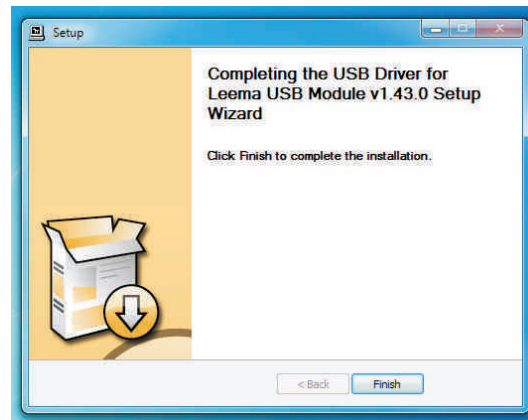 Setup
Completing the USB Driver for
Leema USB Module v1.43.0 Setup
Wizard
Click Finish to complete the installation.
< Back
Finish